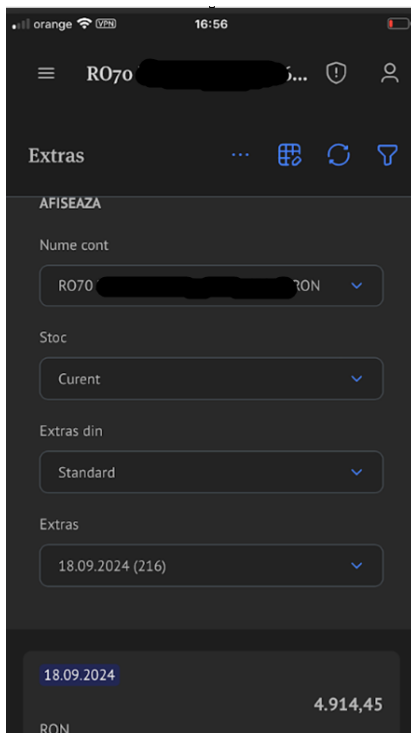 orange VPN 16:56
RO70 ...
Extras ...
AFISEAZA
Nume cont
RO70 RON
Stoc
Curent
Extras din
Standard
Extras
18.09.2024 (216)
18.09.2024
4.914,45
RON